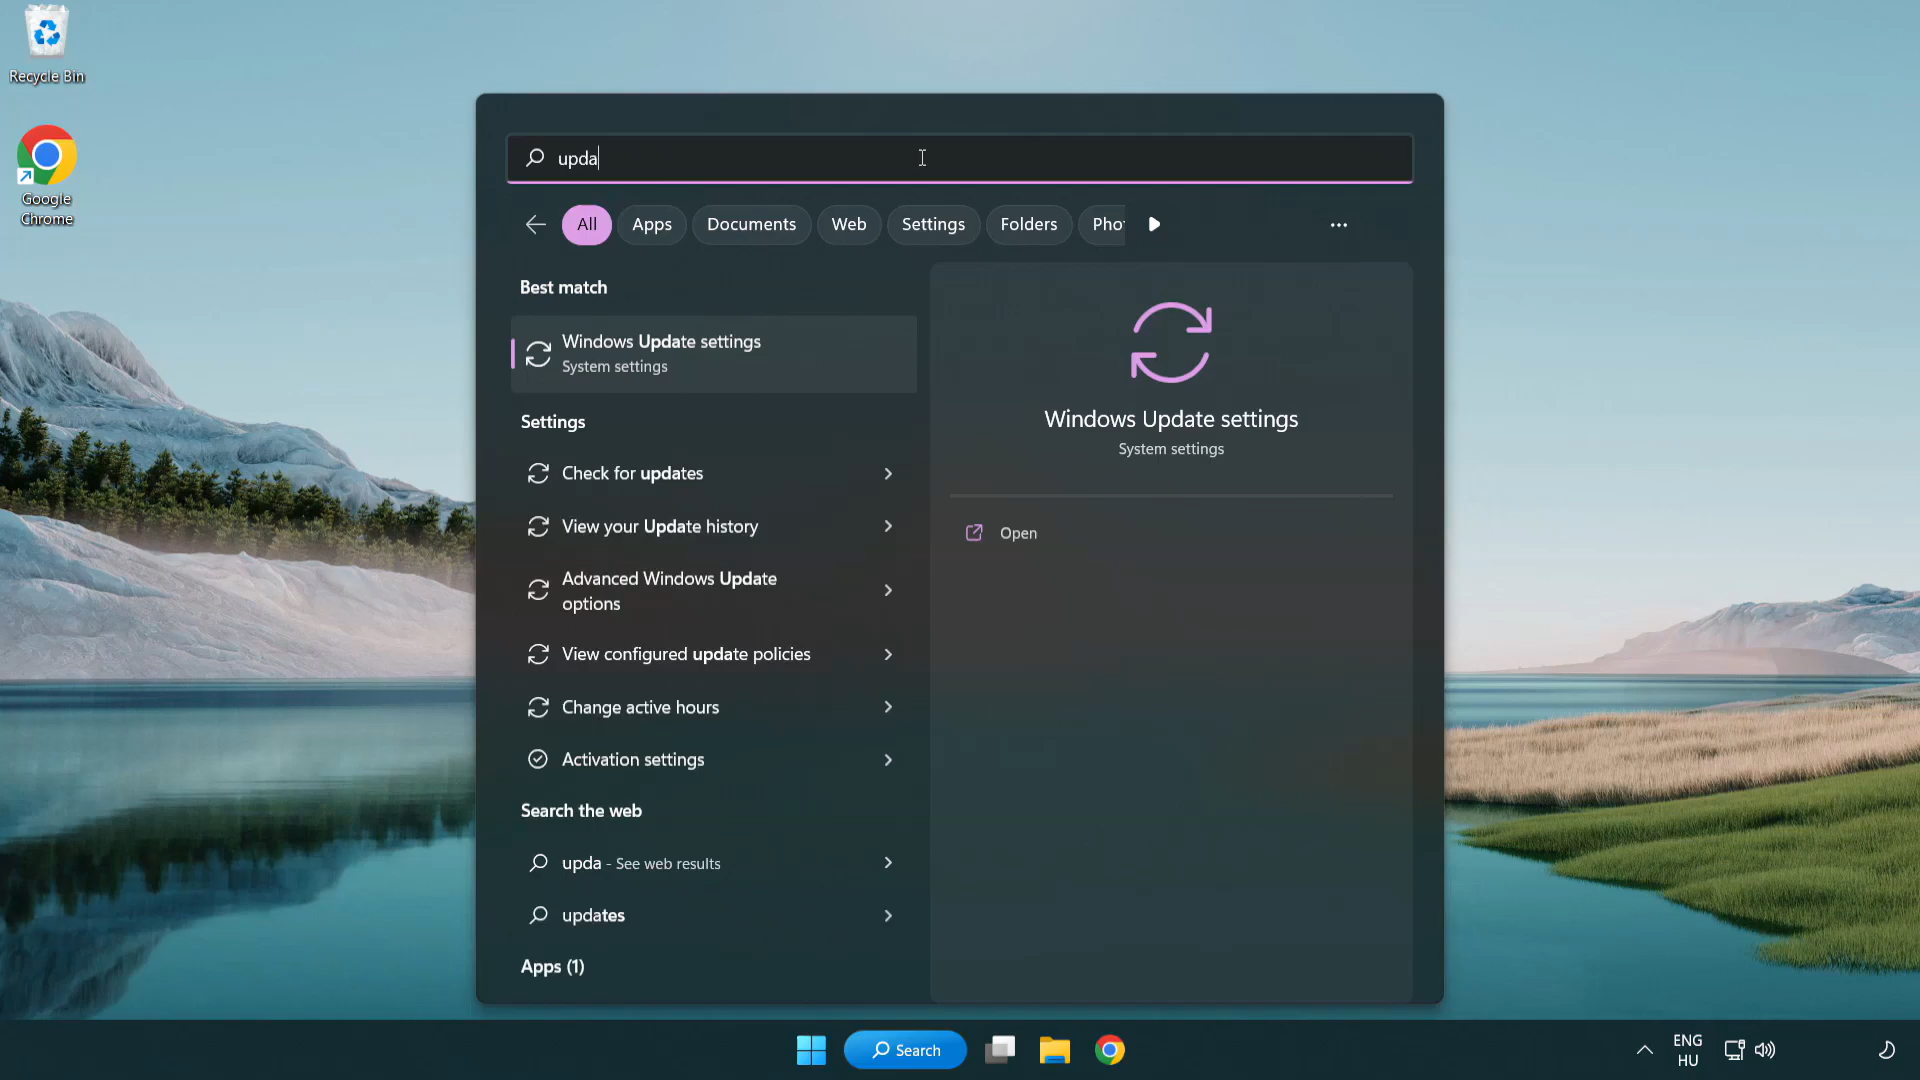 Recycle Bin
Google
Chrome
upda
All
Apps
Documents
Web
Settings
Folders
Best match
Windows Update settings
System settings
Settings
Check for updates
View your Update history
Advanced Windows Update
options
View configured update policies
Change active hours
Activation settings
Search the web
upda - See web results
updates
Apps (1)
Windows Update settings
System settings
Open
Search
ENG
HU